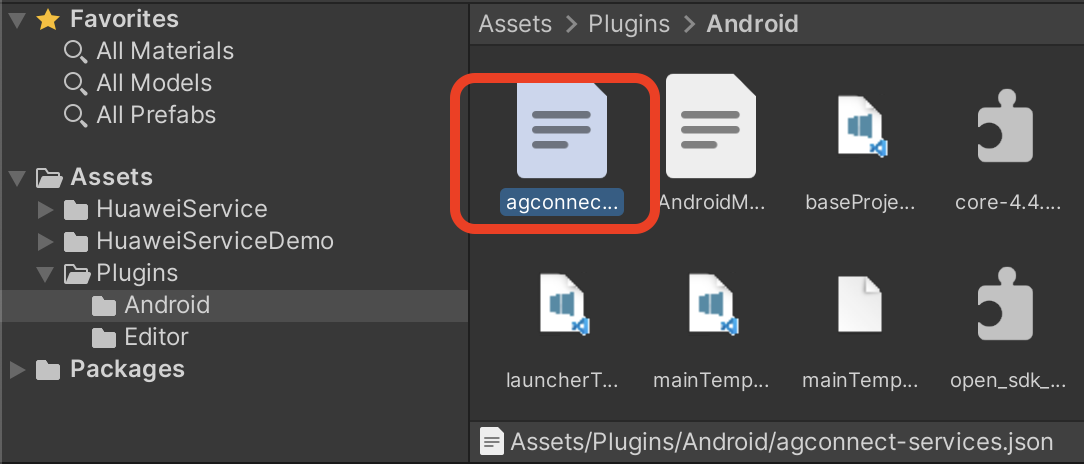 Favorites
All Materials
All Models
All Prefabs
Assets
HuaweiService
HuaweiServiceDemo
Plugins
Android
Editor
Packages
Assets > Plugins > Android
agconnec...
AndroidM...
baseProje...
core-4.4....
launcherT...
mainTemp...
mainTemp...
open_sdk_...
Assets/Plugins/Android/agconnect-services.json